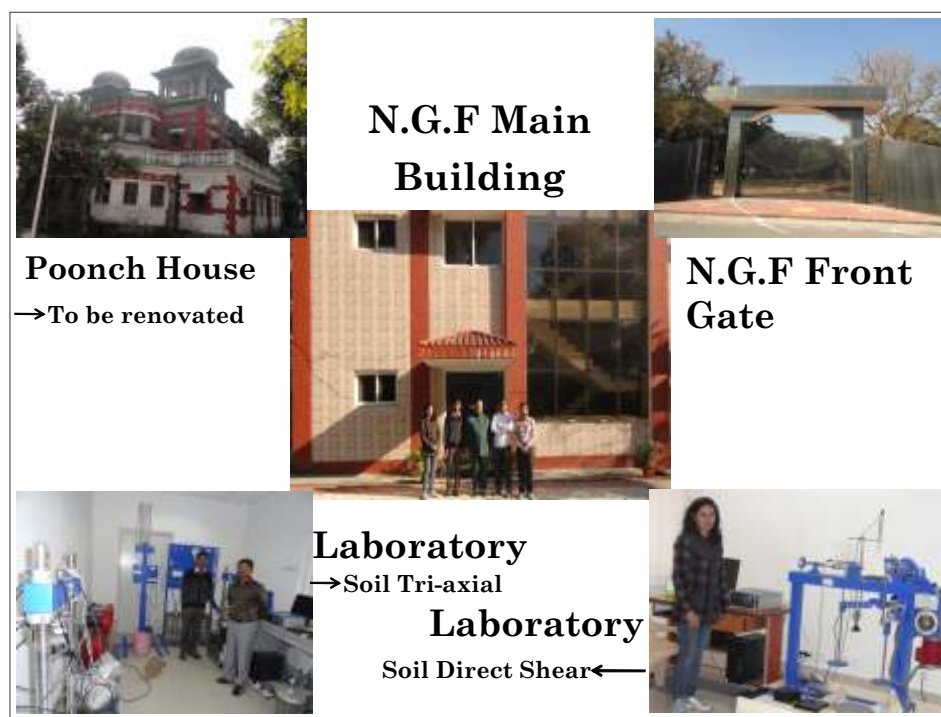 N.G.F Main
Building
Poonch House
→To be renovated
N.G.F Front
Gate
Laboratory
→Soil Tri-axial
Laboratory
Soil Direct Shear←